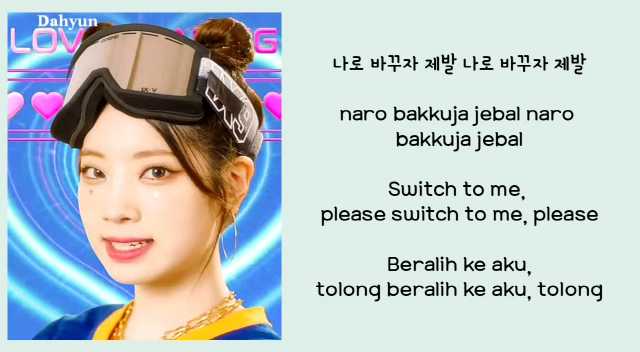 Dahyun
나로 바꾸자 제발 나로 바꾸자 제발
naro bakkuja jebal naro
bakkuja jebal
Switch to me,
please switch to me, please
Beralih ke aku,
tolong beralih ke aku, tolong